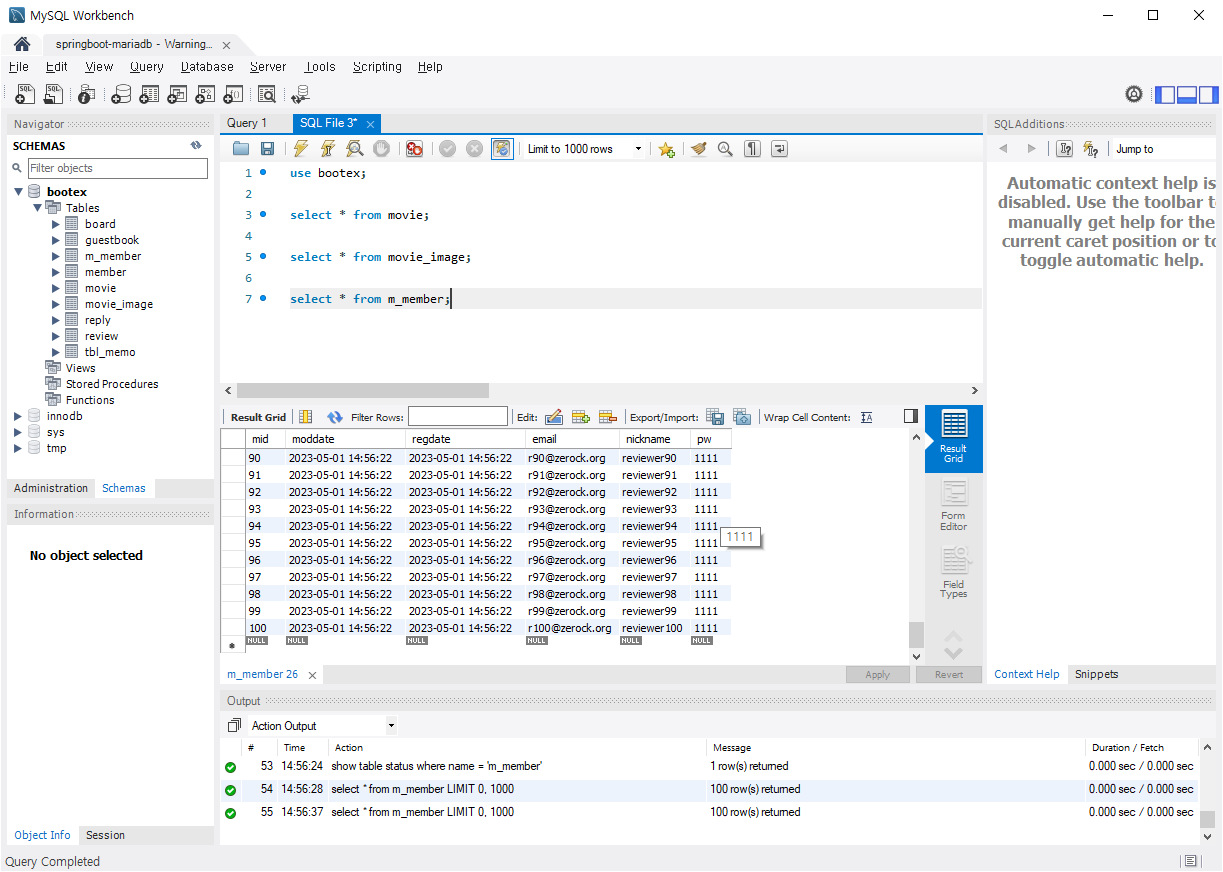 MySQL Workbench
springboot-mariadb - Warning...
File Edit View Query Database Server Tools Scripting Help
Navigator
SCHEMAS
Filter objects
bootex
Tables
board
guestbook
m_member
member
movie
movie_image
reply
review
tbl_memo
Views
Stored Procedures
Functions
innodb
sys
tmp
Administration Schemas
Information
No object selected
Object Info Session
Query 1 SQL File 3*
Limit to 1000 rows
1 use bootex;
2
3 select * from movie;
4
5 select * from movie_image;
6
7 select * from m_member;
Result Grid Filter Rows: Edit: Export/Import: Wrap Cell Content:
mid moddate regdate email nickname pw
90 2023-05-01 14:56:22 2023-05-01 14:56:22 r90@zerock.org reviewer90 1111
91 2023-05-01 14:56:22 2023-05-01 14:56:22 r91@zerock.org reviewer91 1111
92 2023-05-01 14:56:22 2023-05-01 14:56:22 r92@zerock.org reviewer92 1111
93 2023-05-01 14:56:22 2023-05-01 14:56:22 r93@zerock.org reviewer93 1111
94 2023-05-01 14:56:22 2023-05-01 14:56:22 r94@zerock.org reviewer94 1111
95 2023-05-01 14:56:22 2023-05-01 14:56:22 r95@zerock.org reviewer95 1111
1111
96 2023-05-01 14:56:22 2023-05-01 14:56:22 r96@zerock.org reviewer96 1111
97 2023-05-01 14:56:22 2023-05-01 14:56:22 r97@zerock.org reviewer97 1111
98 2023-05-01 14:56:22 2023-05-01 14:56:22 r98@zerock.org reviewer98 1111
99 2023-05-01 14:56:22 2023-05-01 14:56:22 r99@zerock.org reviewer99 1111
100 2023-05-01 14:56:22 2023-05-01 14:56:22 r100@zerock.org reviewer100 1111
NULL NULL NULL NULL NULL NULL
Result
Grid
Form
Editor
Field
Types
m_member 26 Apply Revert
SQLAdditions
Jump to
Automatic context help is
disabled. Use the toolbar t
manually get help for the
current caret position or to
toggle automatic help.
Context Help Snippets
Output
Action Output
# Time Action Message Duration / Fetch
53 14:56:24 show table status where name = 'm_member' 1 row(s) returned 0.000 sec / 0.000 sec
54 14:56:28 select * from m_member LIMIT 0, 1000 100 row(s) returned 0.000 sec / 0.000 sec
55 14:56:37 select * from m_member LIMIT 0, 1000 100 row(s) returned 0.000 sec / 0.000 sec
Query Completed